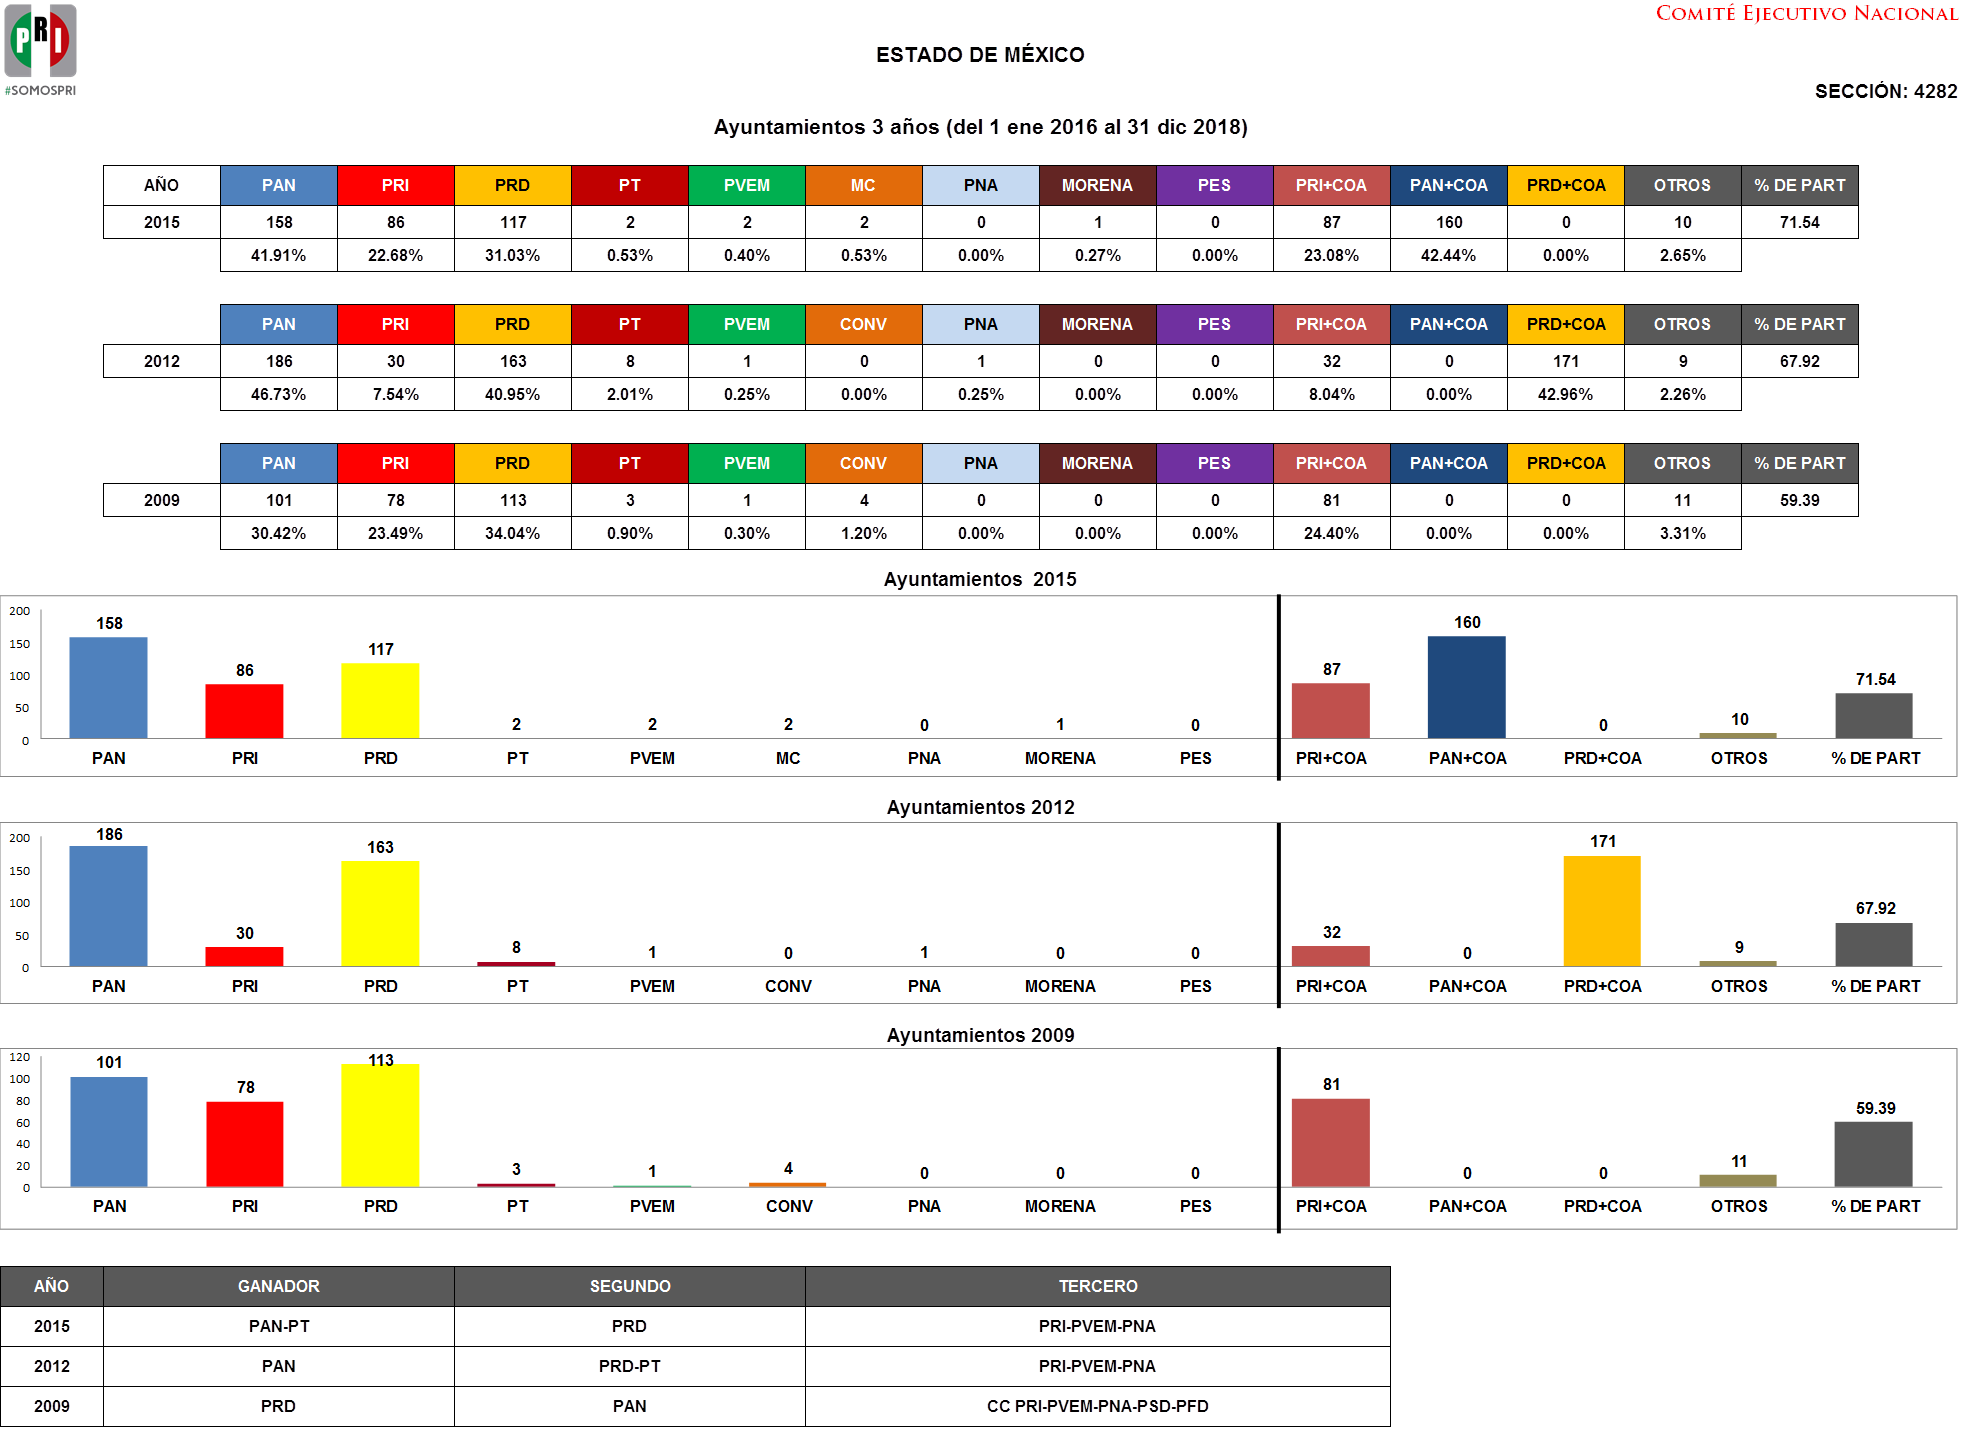 COMITÉ EJECUTIVO NACIONAL
PRI
#SOMOSPRI
ESTADO DE MÉXICO
SECCIÓN: 4282
Ayuntamientos 3 años (del 1 ene 2016 al 31 dic 2018)
AÑO PAN PRI PRD PT PVEM MC PNA MORENA PES PRI+COA PAN+COA PRD+COA OTROS % DE PART
2015 158 86 117 2 2 2 0 1 0 87 160 0 10 71.54
41.91% 22.68% 31.03% 0.53% 0.40% 0.53% 0.00% 0.27% 0.00% 23.08% 42.44% 0.00% 2.65%
PAN PRI PRD PT PVEM CONV PNA MORENA PES PRI+COA PAN+COA PRD+COA OTROS % DE PART
2012 186 30 163 8 1 0 1 0 0 32 0 171 9 67.92
46.73% 7.54% 40.95% 2.01% 0.25% 0.00% 0.25% 0.00% 0.00% 8.04% 0.00% 42.96% 2.26%
PAN PRI PRD PT PVEM CONV PNA MORENA PES PRI+COA PAN+COA PRD+COA OTROS % DE PART
2009 101 78 113 3 1 4 0 0 0 81 0 0 11 59.39
30.42% 23.49% 34.04% 0.90% 0.30% 1.20% 0.00% 0.00% 0.00% 24.40% 0.00% 0.00% 3.31%
Ayuntamientos 2015
200
150
100
50
0
158 86 117 2 2 2 0 1 0 87 160 0 10 71.54
PAN PRI PRD PT PVEM MC PNA MORENA PES PRI+COA PAN+COA PRD+COA OTROS % DE PART
Ayuntamientos 2012
200
150
100
50
0
186 30 163 8 1 0 1 0 0 32 0 171 9 67.92
PAN PRI PRD PT PVEM CONV PNA MORENA PES PRI+COA PAN+COA PRD+COA OTROS % DE PART
Ayuntamientos 2009
120
100
80
60
40
20
0
101 78 113 3 1 4 0 0 0 81 0 0 11 59.39
PAN PRI PRD PT PVEM CONV PNA MORENA PES PRI+COA PAN+COA PRD+COA OTROS % DE PART
AÑO GANADOR SEGUNDO TERCERO
2015 PAN-PT PRD PRI-PVEM-PNA
2012 PAN PRD-PT PRI-PVEM-PNA
2009 PRD PAN CC PRI-PVEM-PNA-PSD-PFD